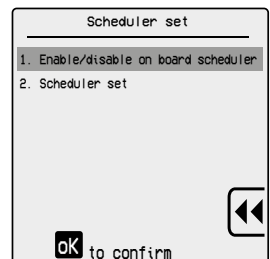 Scheduler set
1. Enable/disable on board scheduler
2. Scheduler set
oK to confirm